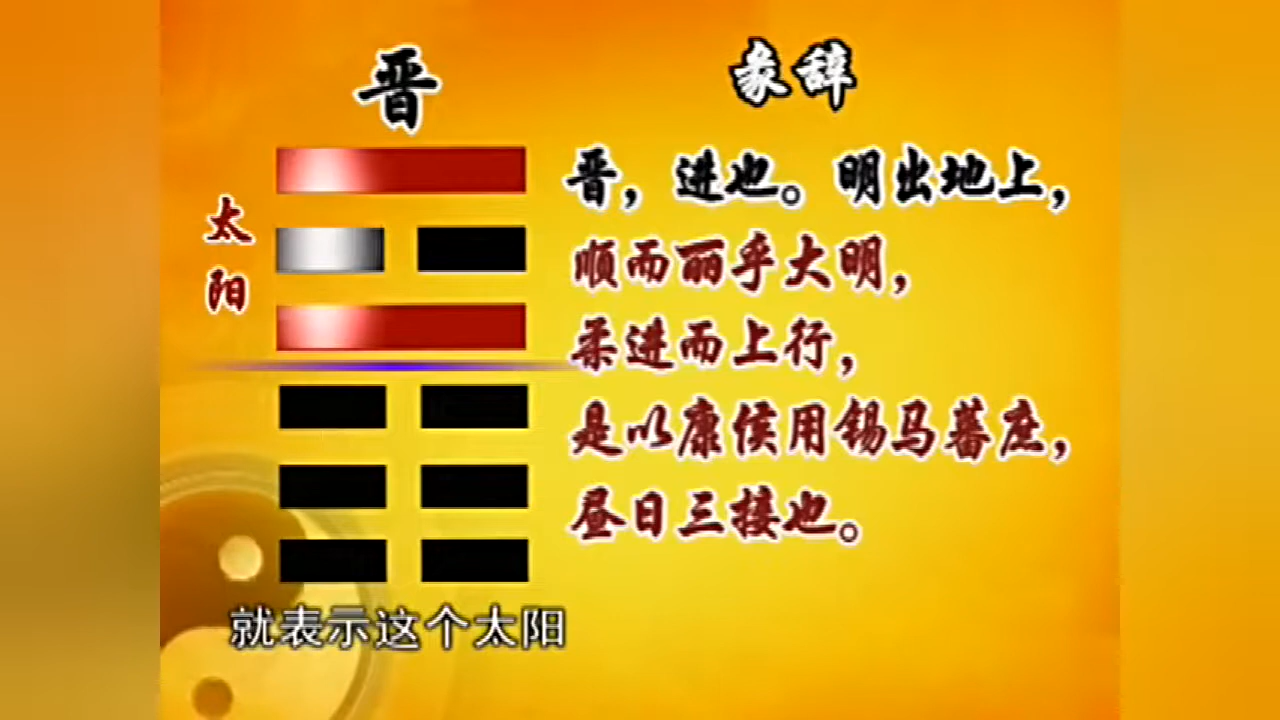 晋
彖辞
太阳
晋，进也。明出地上，
顺而丽乎大明，
柔进而上行，
是以康侯用锡马蕃庶，
昼日三接也。
就表示这个太阳